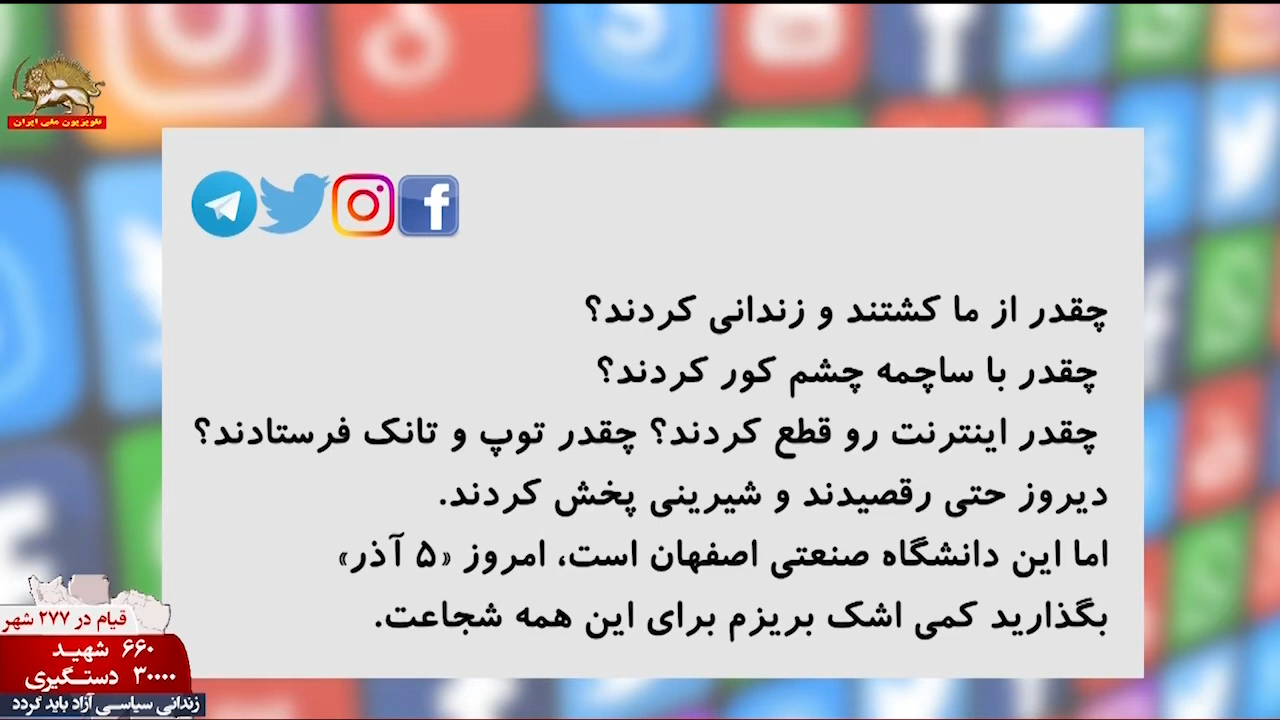 تلویزیون ملی ایران
چقدر از ما کشتند و زندانی کردند؟
چقدر با ساچمه چشم کور کردند؟
چقدر اینترنت رو قطع کردند؟ چقدر توپ و تانک فرستادند؟
دیروز حتی رقصیدند و شیرینی پخش کردند.
اما این دانشگاه صنعتی اصفهان است، امروز «۵ آذر»
بگذارید کمی اشک بریزم برای این همه شجاعت.
قیام در ۲۷۷ شهر
۶۶۰ شهید
۳۰۰۰۰ دستگیری
زندانی سیاسی آزاد باید گردد